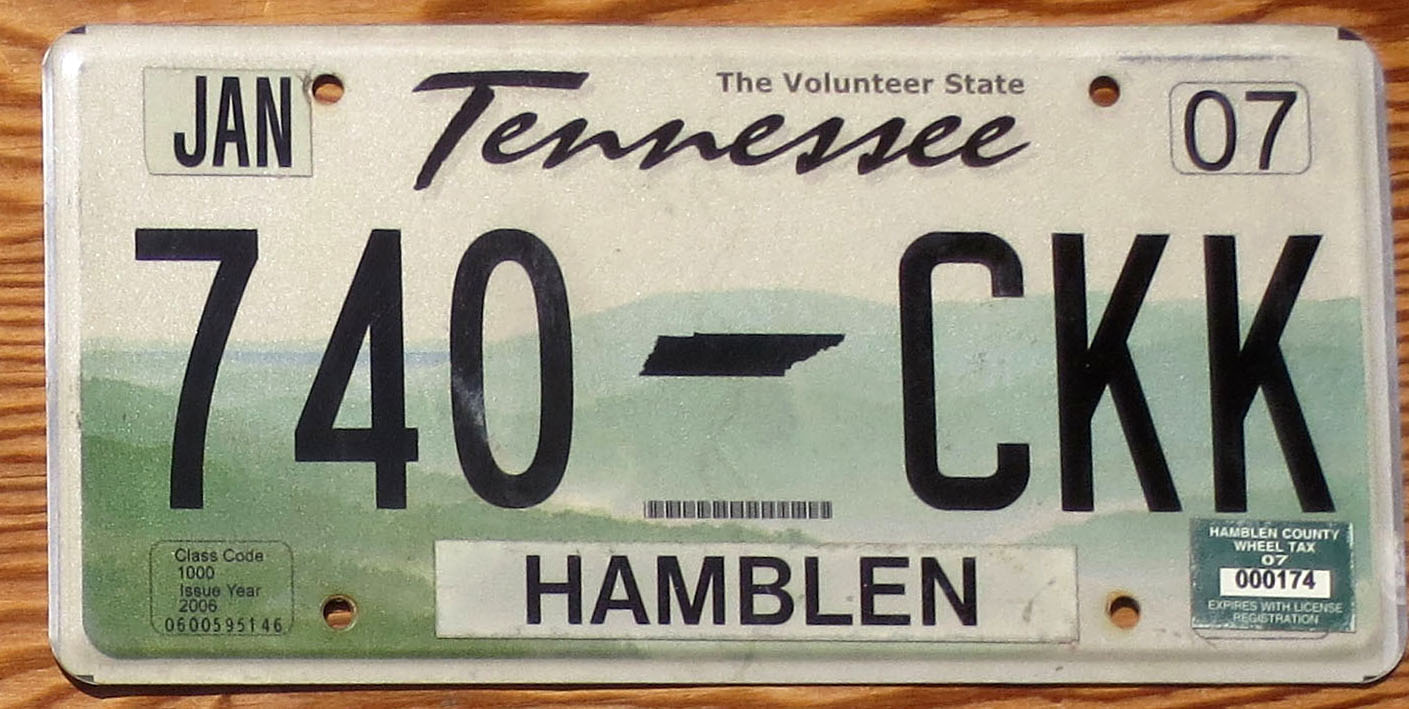 JAN
The Volunteer State
Tennessee
07
740 CKK
Class Code
1000
Issue Year
2006
0600595146
HAMBLEN
HAMBLEN COUNTY
WHEEL TAX
07
000174
EXPIRES WITH LICENSE
REGISTRATION